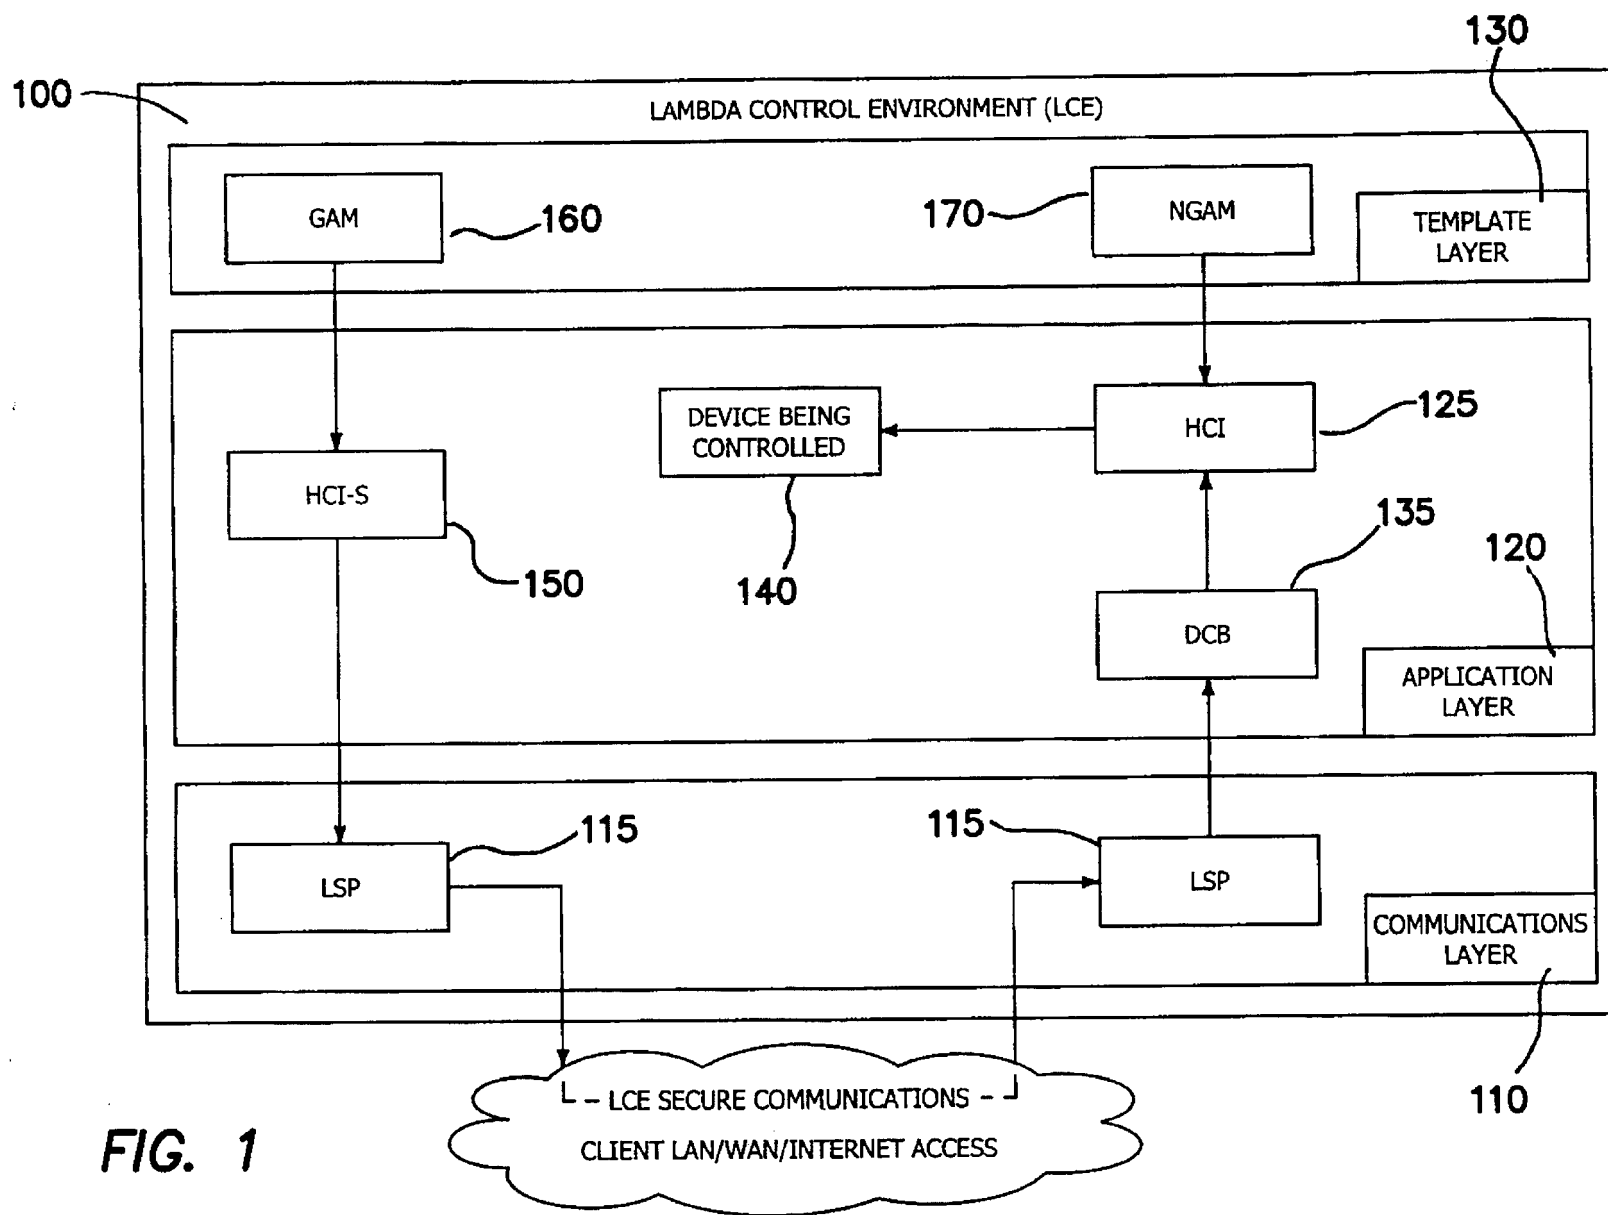 130
100
LAMBDA CONTROL ENVIRONMENT (LCE)
GAM
160
170
NGAM
TEMPLATE
LAYER
DEVICE BEING
CONTROLLED
HCI
125
HCI-S
150
140
135
120
DCB
APPLICATION
LAYER
115
115
LSP
LSP
COMMUNICATIONS
LAYER
110
LCE SECURE COMMUNICATIONS
CLIENT LAN/WAN/INTERNET ACCESS
FIG. 1